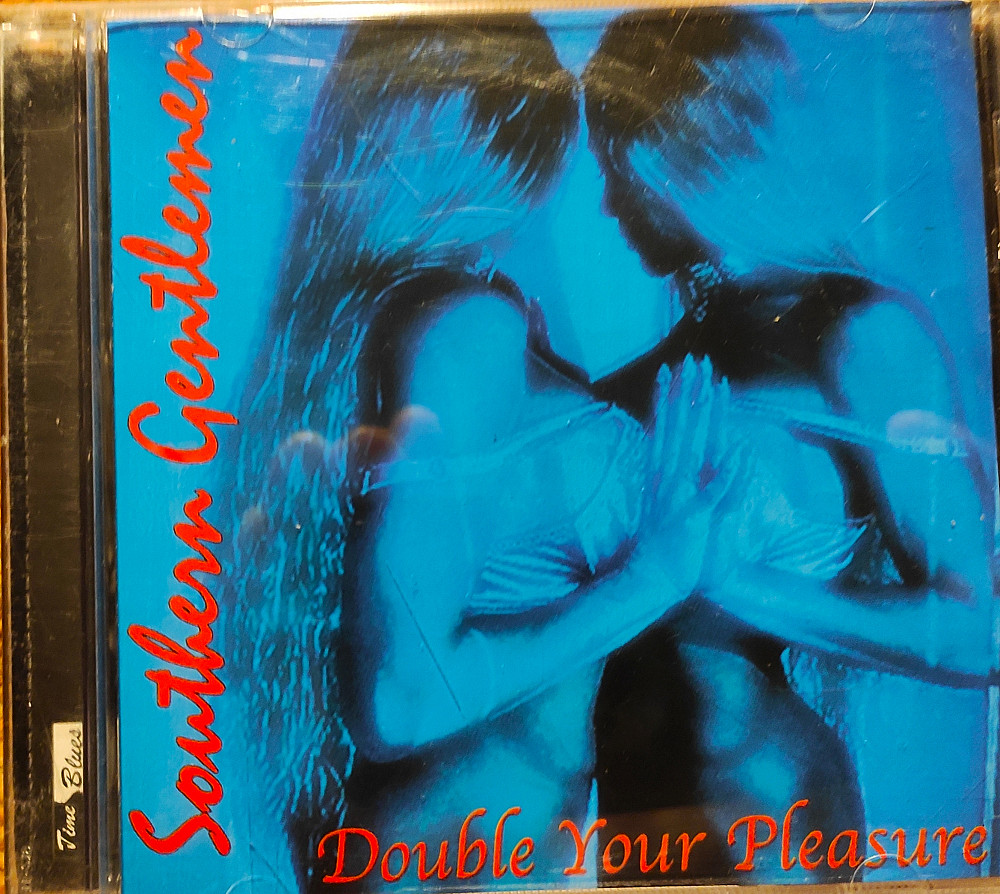 Southern Gentlemen
Double Your Pleasure
Time Blues